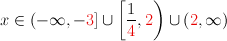 x ∈ (−∞, −3] ∪ [1/4, 2) ∪ (2, ∞)